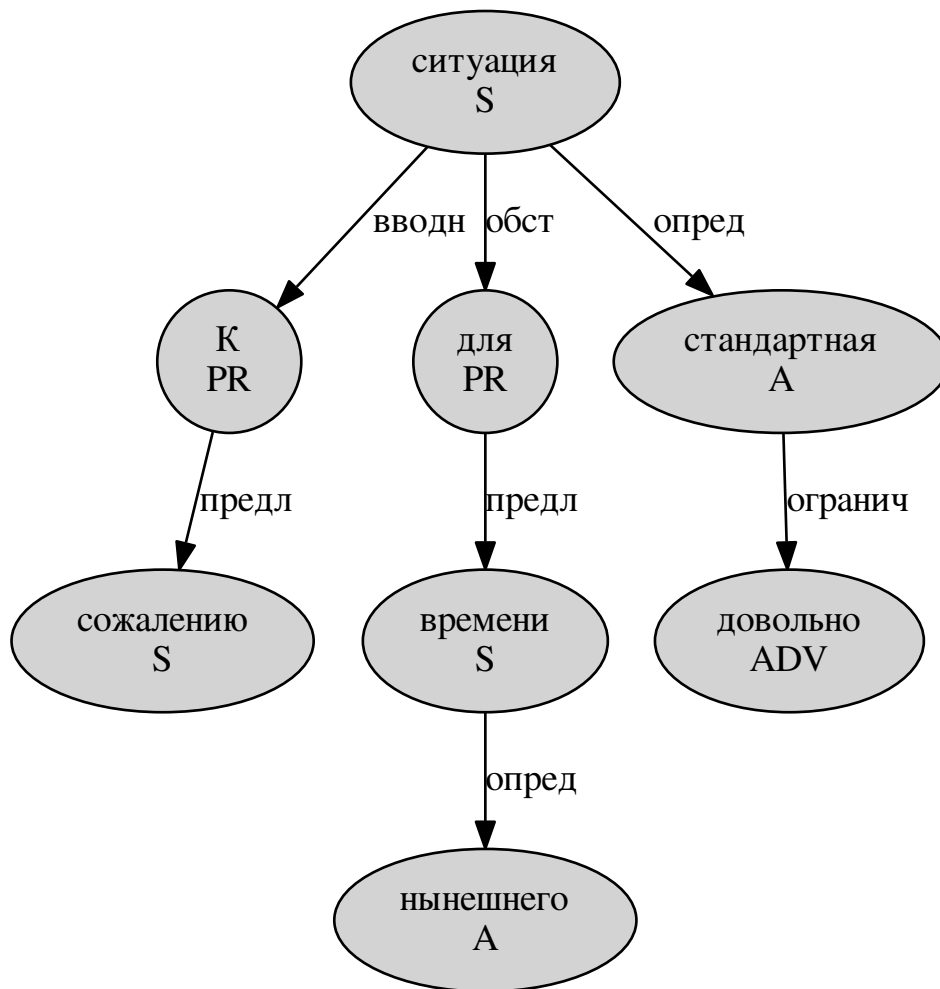 ситуация
S
вводн обст опред
К
PR
для
PR
стандартная
A
предл предл огранич
сожалению
S
времени
S
довольно
ADV
опред
нынешнего
A